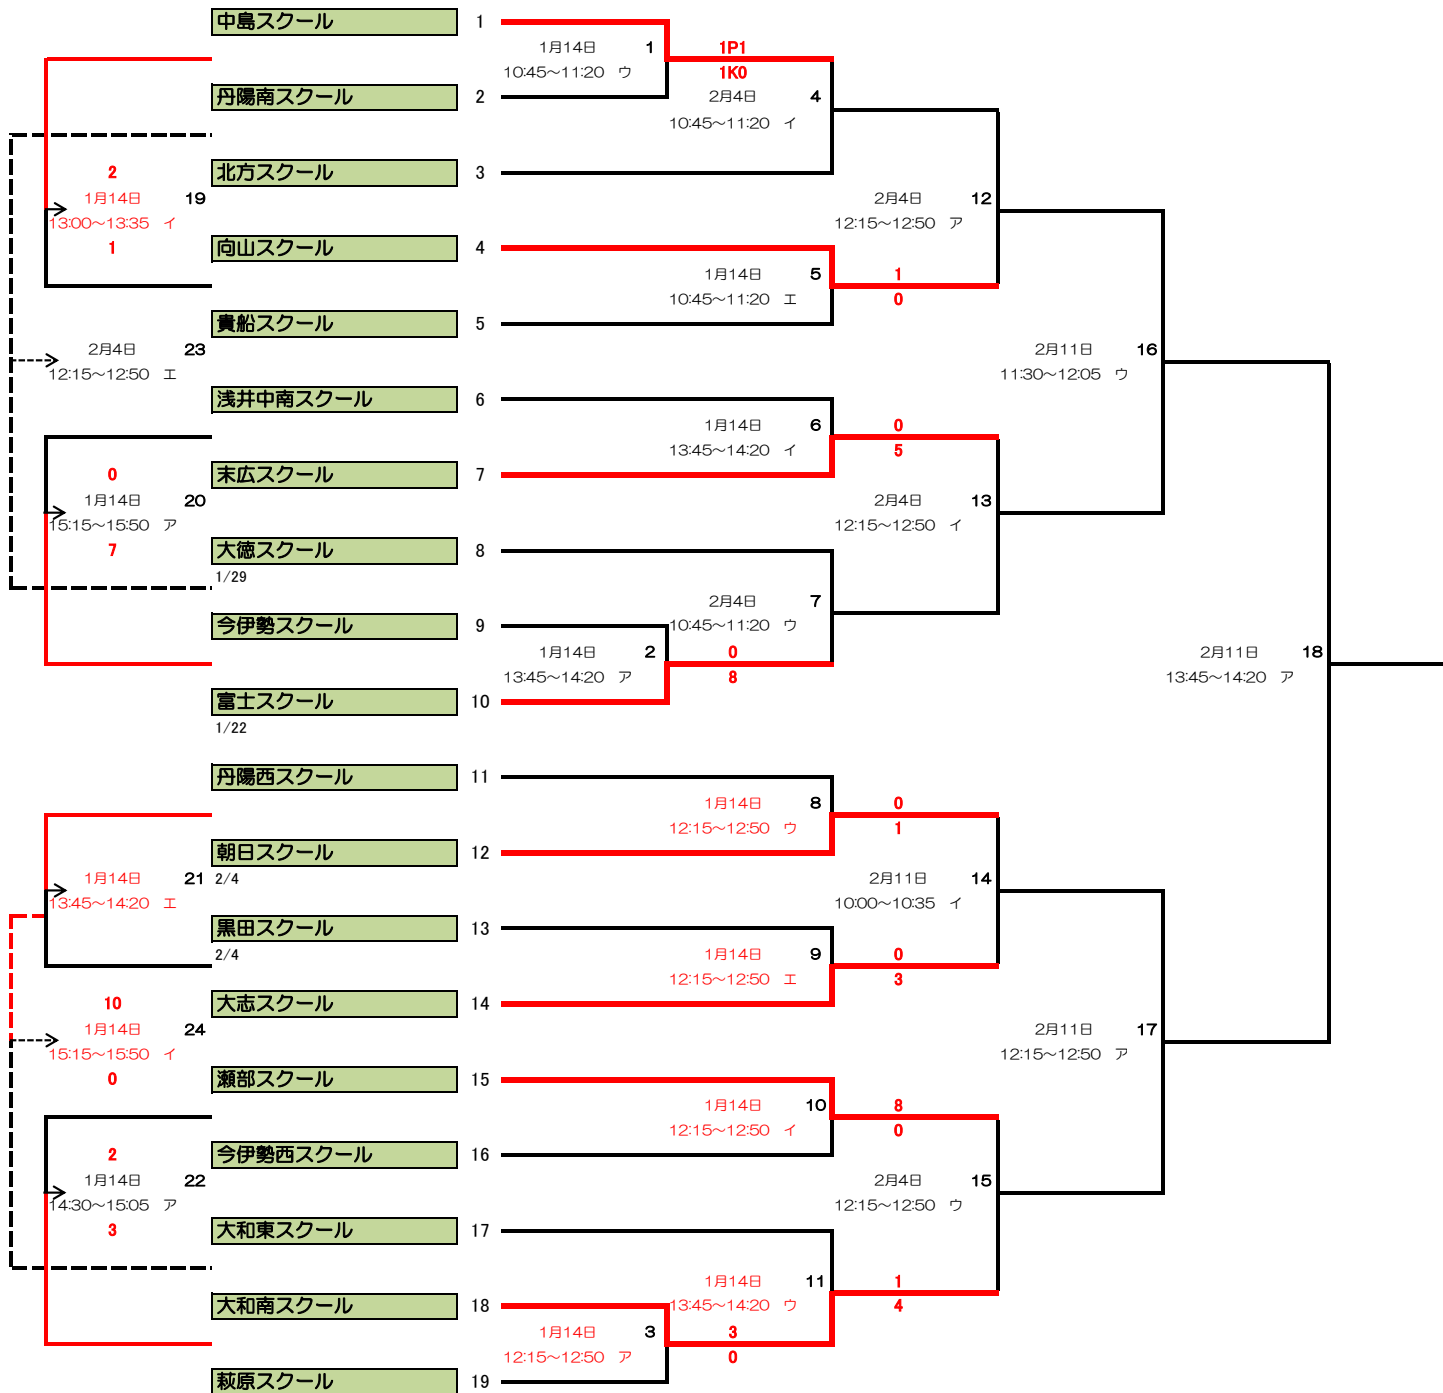 中島スクール 1
1月14日 1 1P1
10:45～11:20 ウ 1K0
丹陽南スクール 2 2月4日 4
10:45～11:20 イ
2 北方スクール 3
1月14日 19 2月4日 12
13:00～13:35 イ 12:15～12:50 ア
1 向山スクール 4
1月14日 5 1
10:45～11:20 エ 0
貴船スクール 5
2月4日 23 2月11日 16
12:15～12:50 エ 11:30～12:05 ウ
浅井中南スクール 6
1月14日 6 0
13:45～14:20 イ 5
0 末広スクール 7
1月14日 20 2月4日 13
15:15～15:50 ア 12:15～12:50 イ
7 大徳スクール 8
1/29
2月4日 7
今伊勢スクール 9 10:45～11:20 ウ
1月14日 2 0 2月11日 18
13:45～14:20 ア 8 13:45～14:20 ア
富士スクール 10
1/22
丹陽西スクール 11
1月14日 8 0
12:15～12:50 ウ 1
朝日スクール 12
1月14日 21 2/4 2月11日 14
13:45～14:20 エ 10:00～10:35 イ
黒田スクール 13
2/4 1月14日 9 0
12:15～12:50 エ 3
10 大志スクール 14
1月14日 24 2月11日 17
15:15～15:50 イ 12:15～12:50 ア
0 瀬部スクール 15
1月14日 10 8
12:15～12:50 イ 0
2 今伊勢西スクール 16
1月14日 22 2月4日 15
14:30～15:05 ア 12:15～12:50 ウ
3 大和東スクール 17
1月14日 11 1
大和南スクール 18 13:45～14:20 ウ 4
1月14日 3 3
12:15～12:50 ア 0
萩原スクール 19